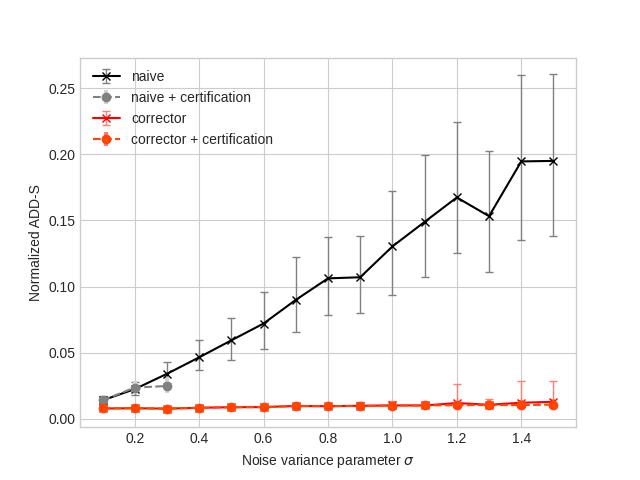 naive
naive + certification
corrector
corrector + certification
0.25
0.20
0.15
0.10
0.05
0.00
Normalized ADD-S
0.2 0.4 0.6 0.8 1.0 1.2 1.4
Noise variance parameter σ